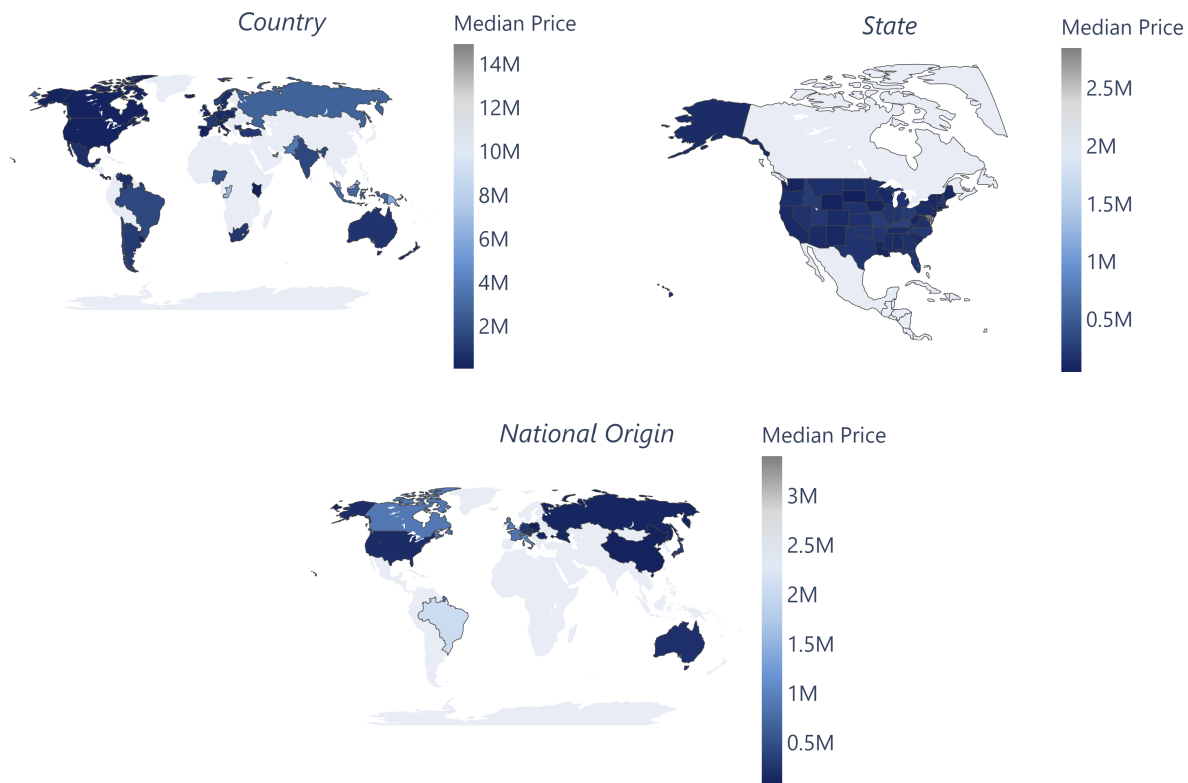 Country
Median Price
14M
12M
10M
8M
6M
4M
2M
State
Median Price
2.5M
2M
1.5M
1M
0.5M
National Origin
Median Price
3M
2.5M
2M
1.5M
1M
0.5M